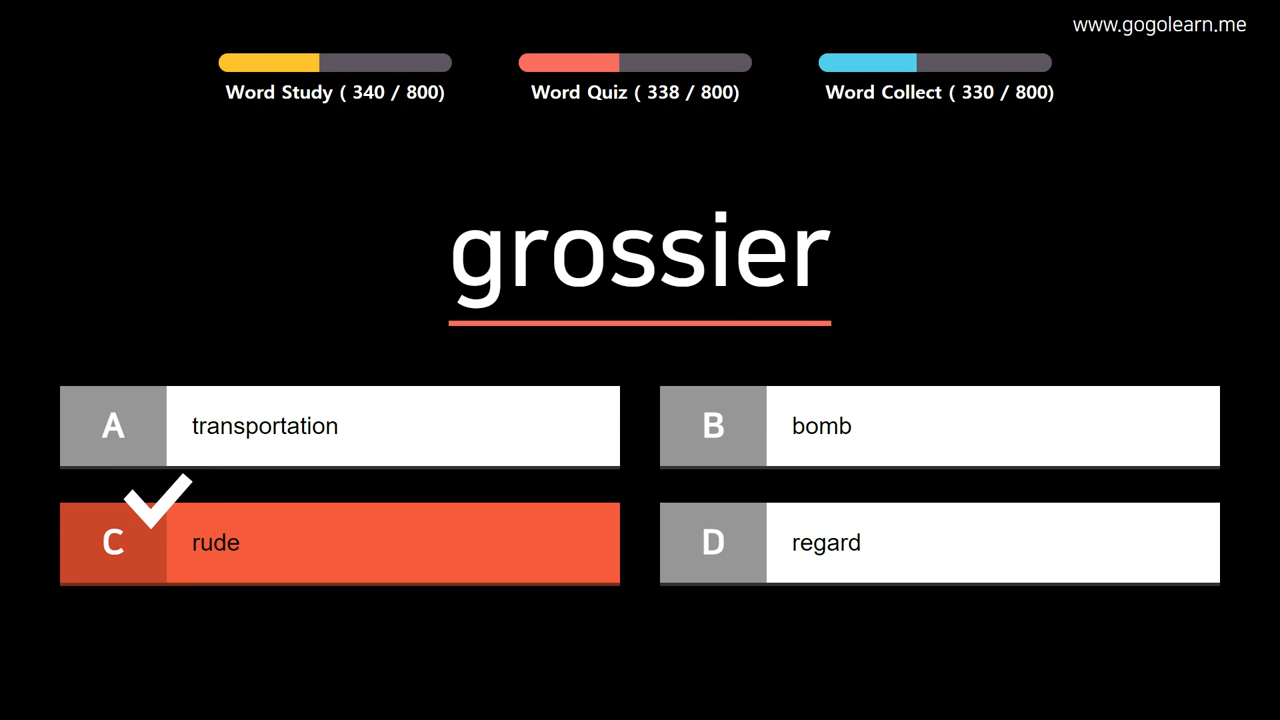 www.gogolearn.me
Word Study ( 340 / 800)
Word Quiz ( 338 / 800)
Word Collect ( 330 / 800)
grossier
A transportation
B bomb
C rude
D regard